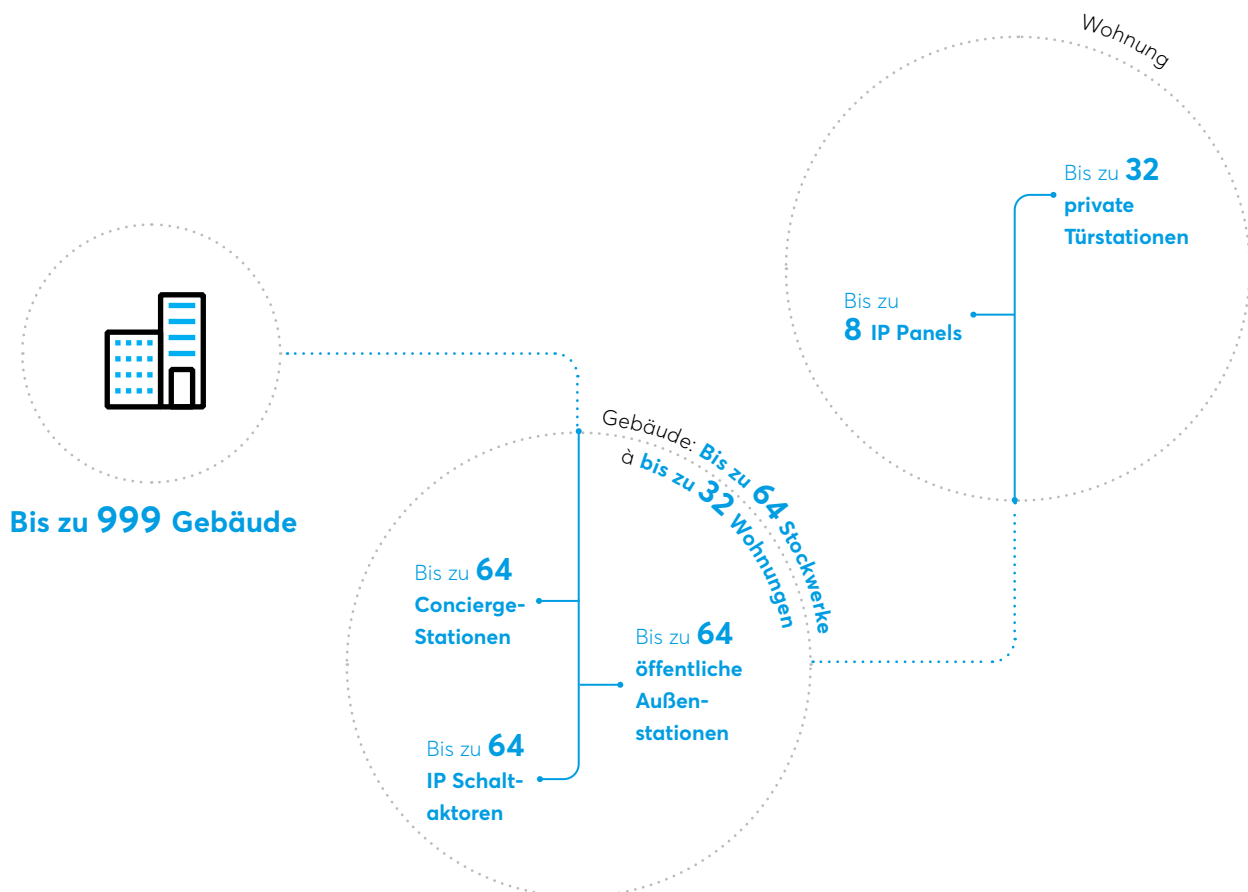 Bis zu 999 Gebäude
Gebäude: Bis zu 64 Stockwerke
à bis zu 32 Wohnungen
Bis zu 64
Concierge-
Stationen
Bis zu 64
öffentliche
Außen-
stationen
Bis zu 64
IP Schalt-
aktoren
Wohnung
Bis zu 32
private
Türstationen
Bis zu
8 IP Panels